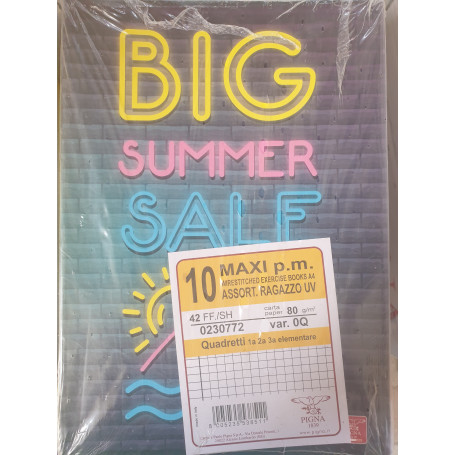 BIG
SUMMER
SALE
10 MAXI p.m.
WIRESTITCHED EXERCISE BOOKS A4
ASSORT. RAGAZZO UV
42 FF./SH carta paper 80 g/m²
0230772 var. 0Q
Quadretti 1a 2a 3a elementare
PIGNA
1839